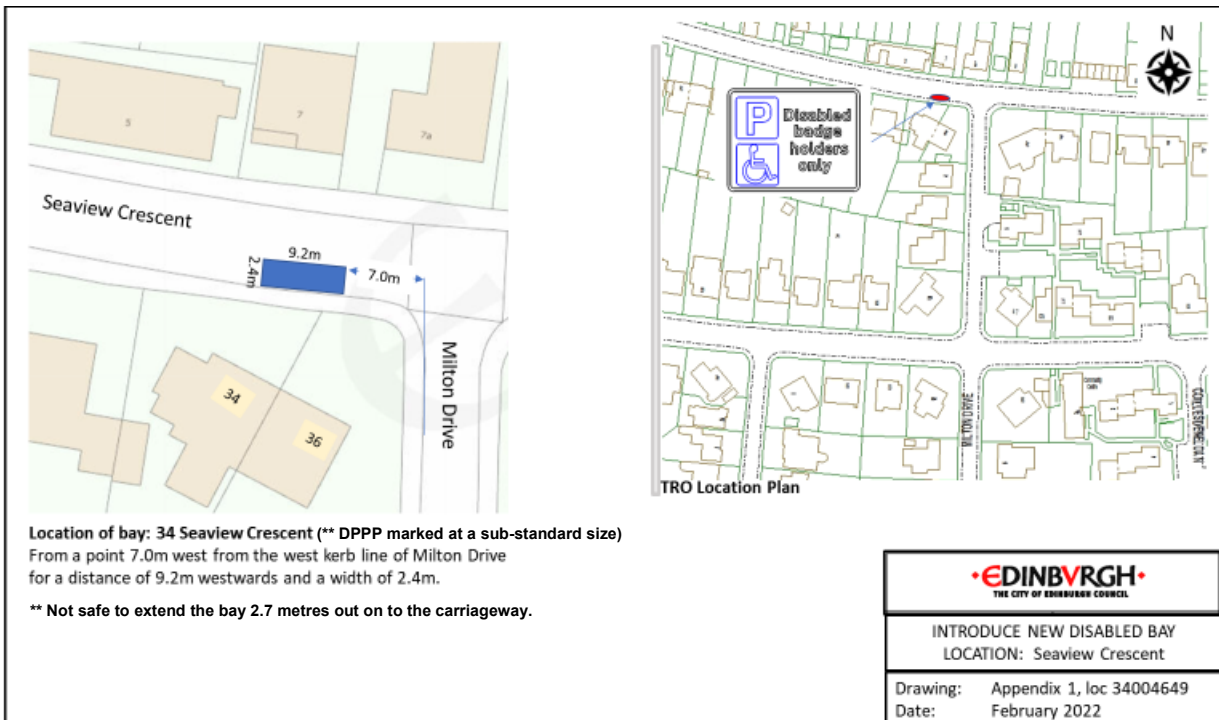 5
7
7a
Seaview Crescent
9.2m
2.4m
7.0m
Milton Drive
34
36
N
P
Disabled
badge
holders
only
MILTON DRIVE
TRO Location Plan
Location of bay: 34 Seaview Crescent (** DPPP marked at a sub-standard size)
From a point 7.0m west from the west kerb line of Milton Drive
for a distance of 9.2m westwards and a width of 2.4m.
** Not safe to extend the bay 2.7 metres out on to the carriageway.
•EDINBVRGH•
THE CITY OF EDINBURGH COUNCIL
INTRODUCE NEW DISABLED BAY
LOCATION: Seaview Crescent
Drawing: Appendix 1, loc 34004649
Date: February 2022